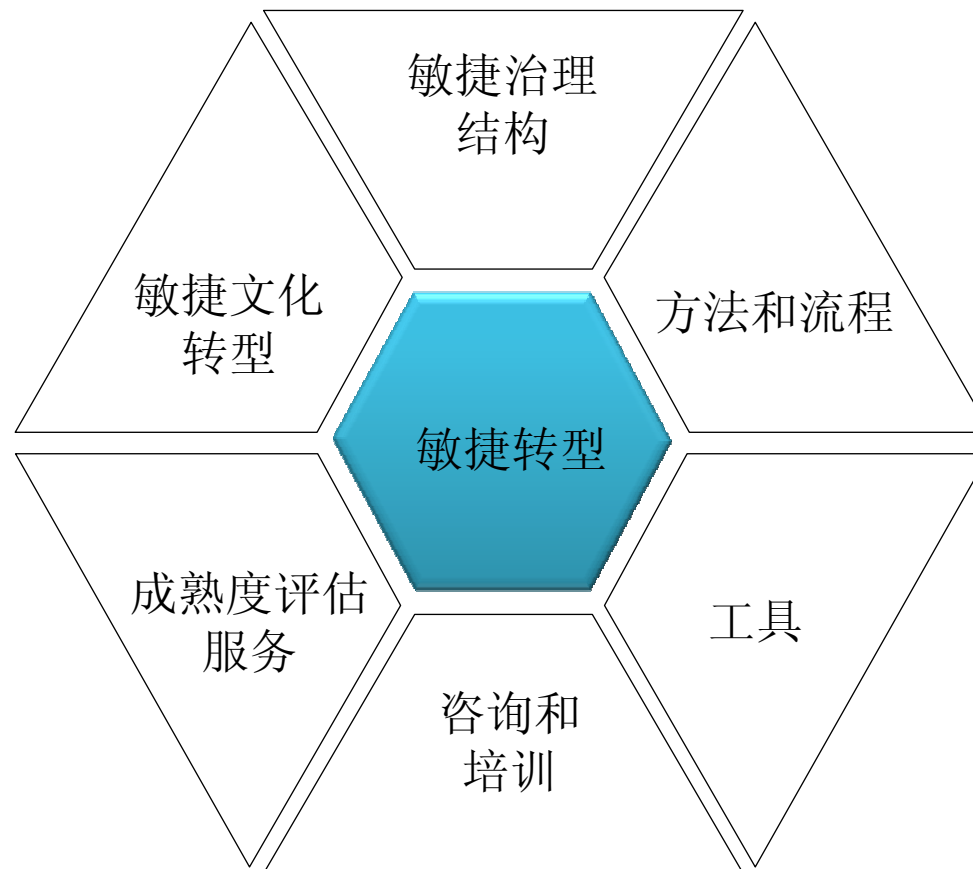 敏捷治理
结构
敏捷文化
转型
方法和流程
敏捷转型
成熟度评估
服务
工具
咨询和
培训